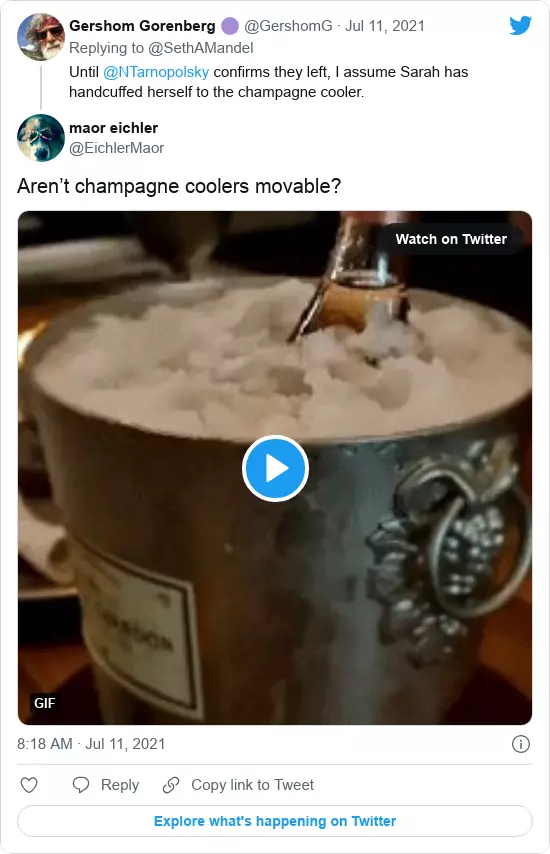 Gershom Gorenberg 🟣 @GershomG · Jul 11, 2021
Replying to @SethAMandel
Until @NTarnopolsky confirms they left, I assume Sarah has
handcuffed herself to the champagne cooler.
maor eichler
@EichlerMaor
Aren’t champagne coolers movable?
Watch on Twitter
GIF
8:18 AM · Jul 11, 2021
Reply
Copy link to Tweet
Explore what's happening on Twitter